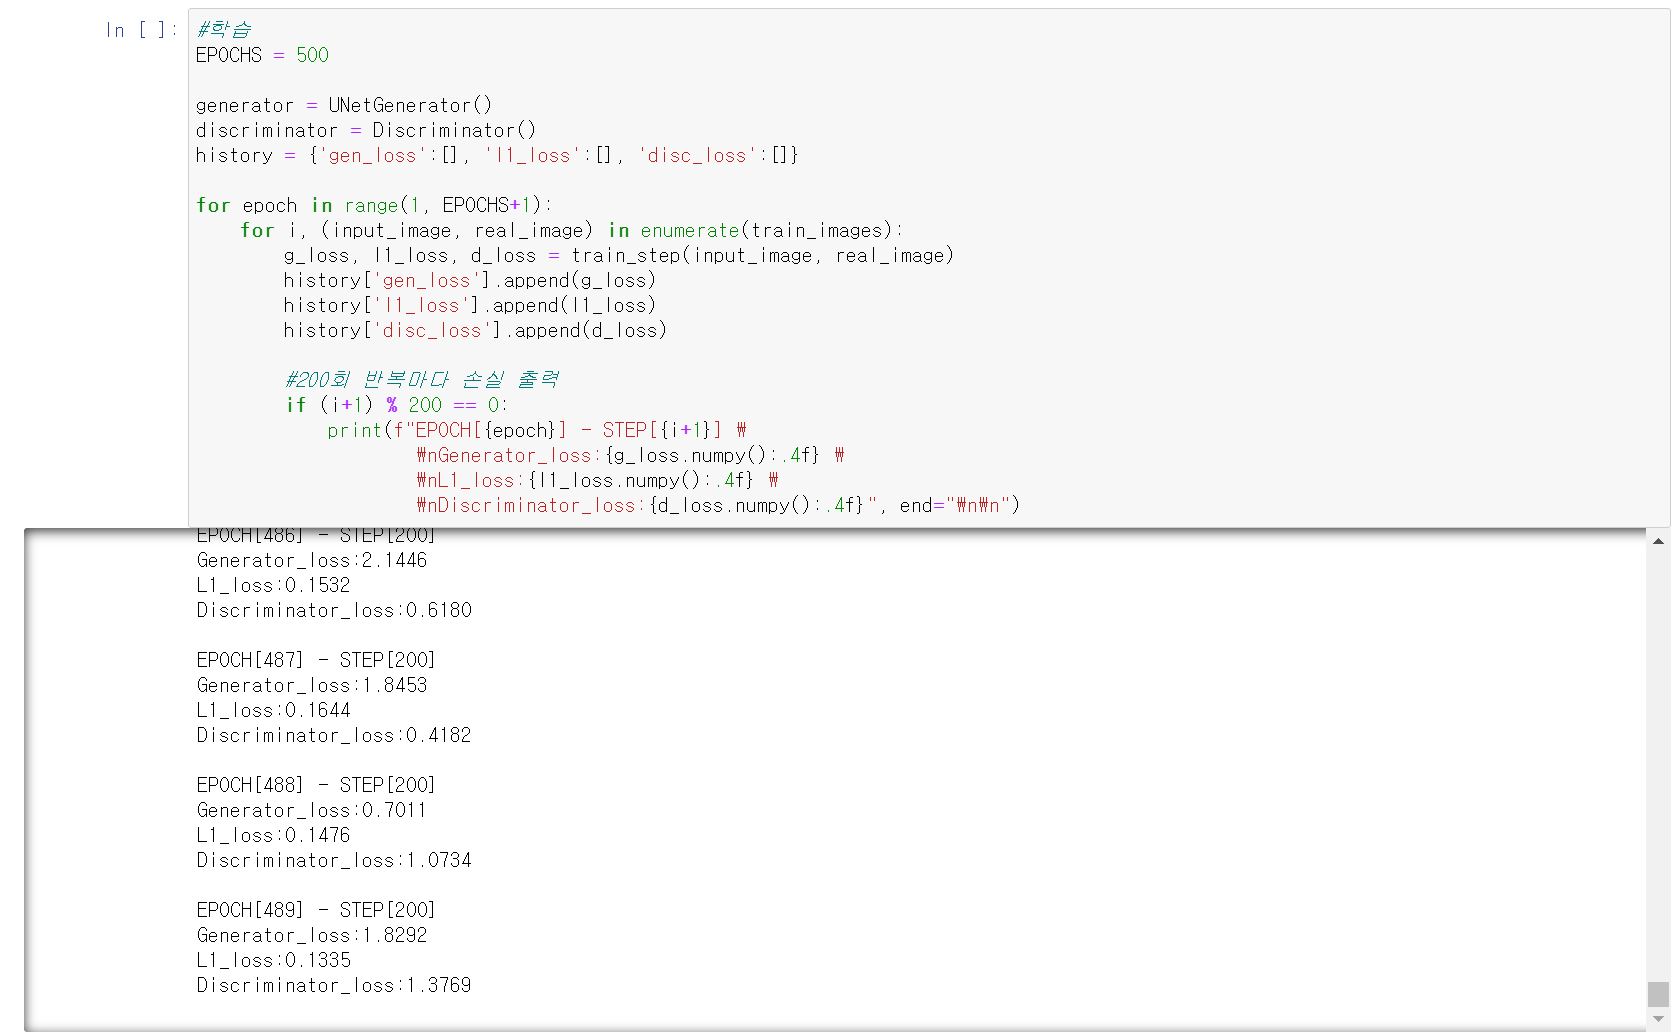 In [ ]:
#학습
EPOCHS = 500
generator = UNetGenerator()
discriminator = Discriminator()
history = {'gen_loss':[], 'l1_loss':[], 'disc_loss':[]}
for epoch in range(1, EPOCHS+1):
for i, (input_image, real_image) in enumerate(train_images):
g_loss, l1_loss, d_loss = train_step(input_image, real_image)
history['gen_loss'].append(g_loss)
history['l1_loss'].append(l1_loss)
history['disc_loss'].append(d_loss)
#200회 반복마다 손실 출력
if (i+1) % 200 == 0:
print(f"EPOCH[{epoch}] - STEP[{i+1}] ₩
₩nGenerator_loss:{g_loss.numpy():.4f} ₩
₩nL1_loss:{l1_loss.numpy():.4f} ₩
₩nDiscriminator_loss:{d_loss.numpy():.4f}", end="₩n₩n")
EPOCH[486] - STEP[200]
Generator_loss:2.1446
L1_loss:0.1532
Discriminator_loss:0.6180
EPOCH[487] - STEP[200]
Generator_loss:1.8453
L1_loss:0.1644
Discriminator_loss:0.4182
EPOCH[488] - STEP[200]
Generator_loss:0.7011
L1_loss:0.1476
Discriminator_loss:1.0734
EPOCH[489] - STEP[200]
Generator_loss:1.8292
L1_loss:0.1335
Discriminator_loss:1.3769